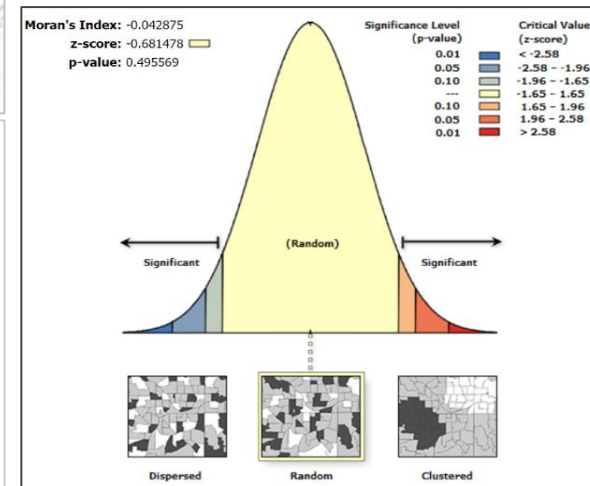 Moran's Index: -0.042875
z-score: -0.681478
p-value: 0.495569
Significance Level
(p-value)
Critical Value
(z-score)
0.01 < -2.58
0.05 -2.58 – -1.96
0.10 -1.96 – -1.65
--- -1.65 – 1.65
0.10 1.65 – 1.96
0.05 1.96 – 2.58
0.01 > 2.58
Significant
(Random)
Significant
Dispersed
Random
Clustered